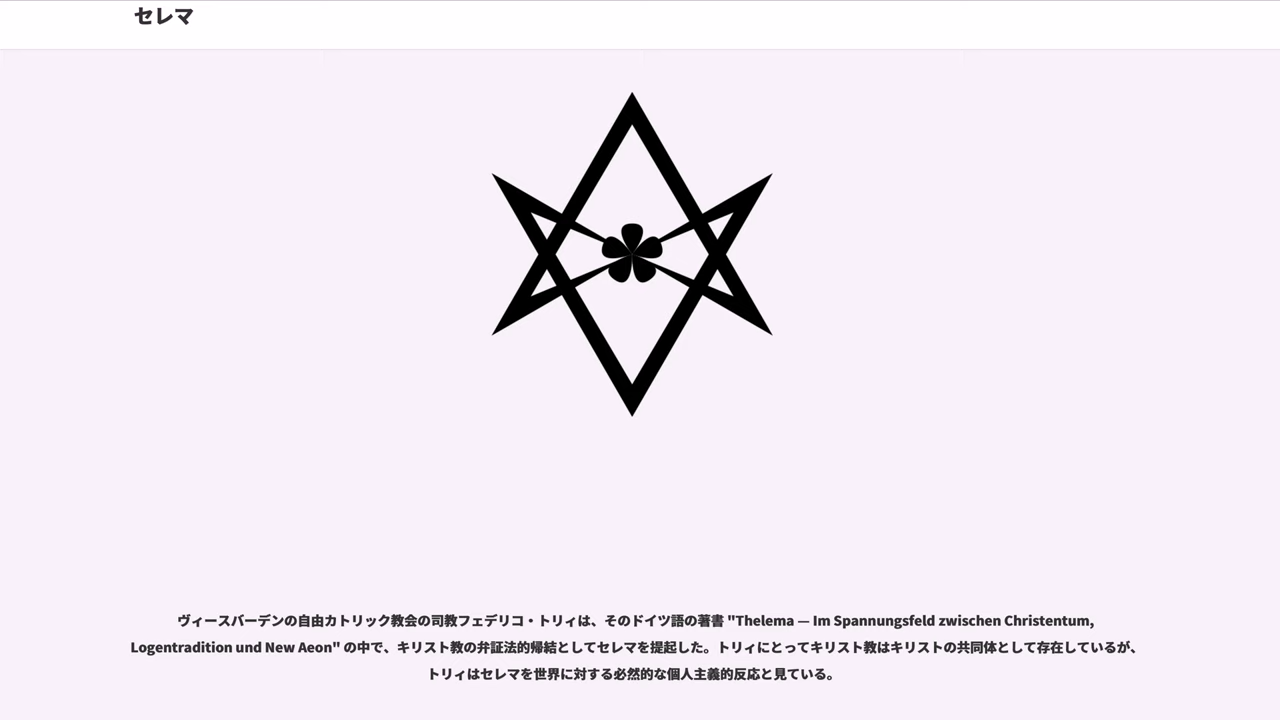 セレマ
ヴィースバーデンの自由カトリック教会の司教フェデリコ・トリィは、そのドイツ語の著書 "Thelema — Im Spannungsfeld zwischen Christentum,
Logentradition und New Aeon" の中で、キリスト教の弁証法的帰結としてセレマを提起した。トリィにとってキリスト教はキリストの共同体として存在しているが、
トリィはセレマを世界に対する必然的な個人主義的反応と見ている。